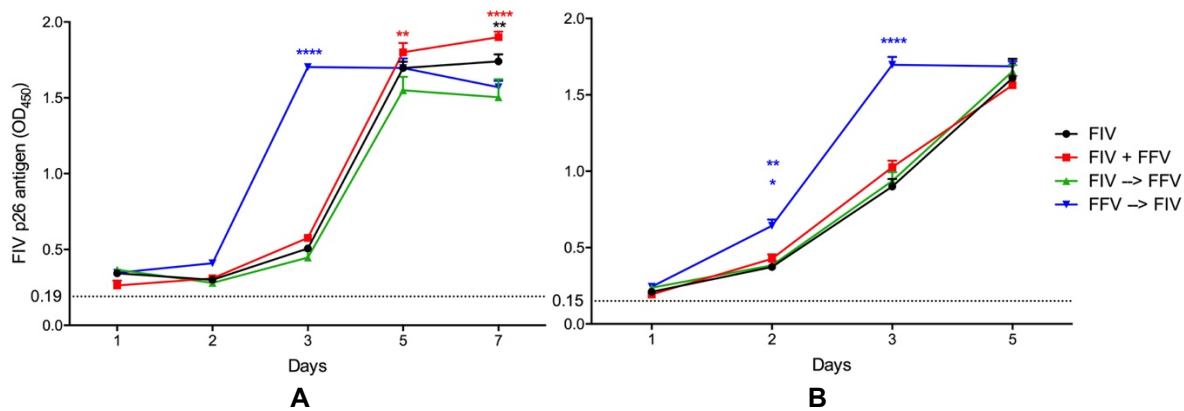 FIV p26 antigen (OD450)
2.0
1.5
1.0
0.5
0.19
0.0
1 2 3 5 7
Days
A
****
**
****
**
2.0
1.5
1.0
0.5
0.15
0.0
1 2 3 5
Days
B
**
*
****
FIV
FIV + FFV
FIV --> FFV
FFV --> FIV